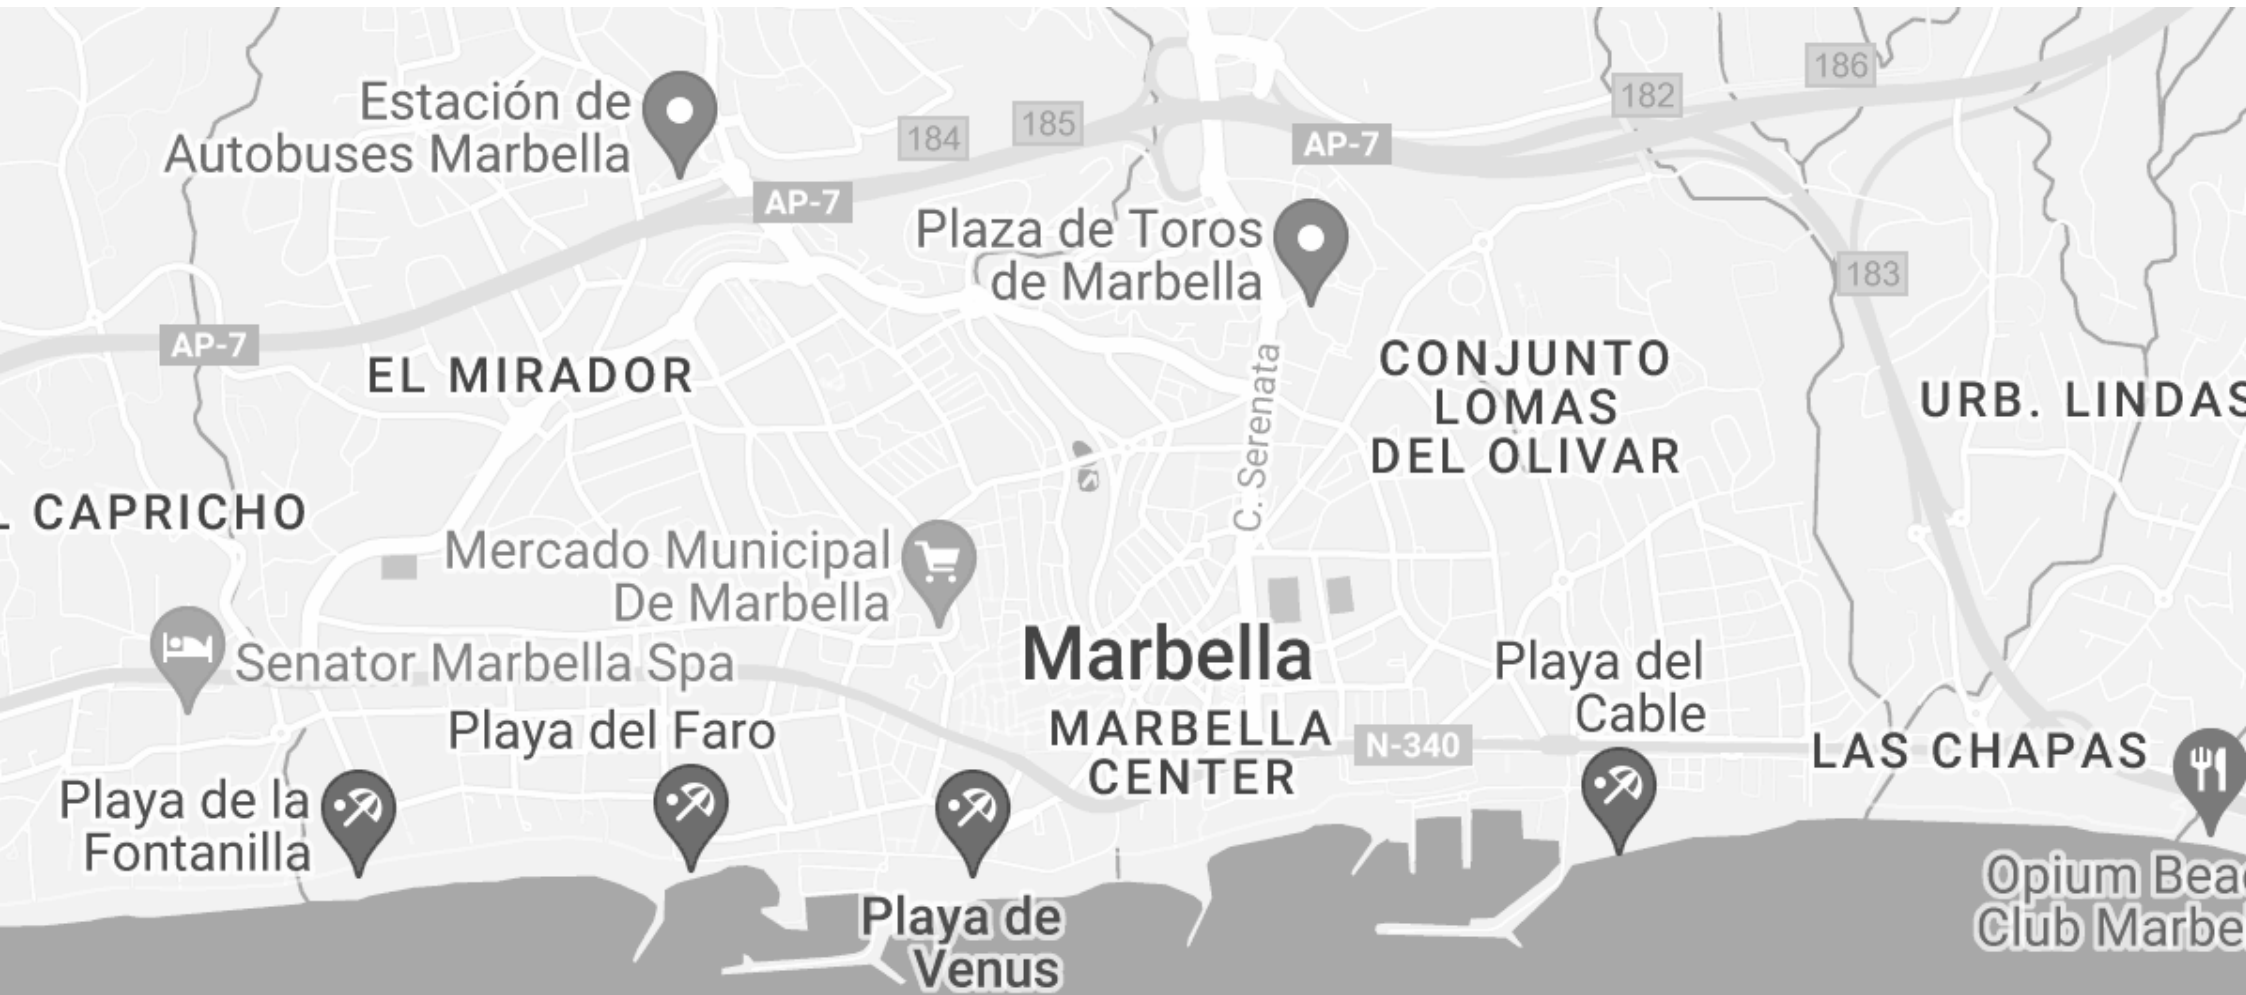 186
182
Estación de
Autobuses Marbella
184
185
AP-7
AP-7
Plaza de Toros
de Marbella
183
AP-7
EL MIRADOR
C. Serenata
CONJUNTO
LOMAS
DEL OLIVAR
URB. LINDAS
L CAPRICHO
Mercado Municipal
De Marbella
Senator Marbella Spa
Marbella
MARBELLA
CENTER
Playa del
Cable
N-340
LAS CHAPAS
Playa del Faro
Playa de la
Fontanilla
Playa de
Venus
Opium Beac
Club Marbe